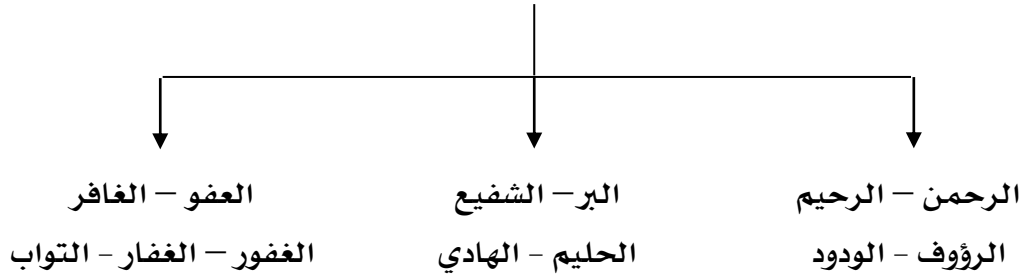 الرحمن – الرحيم
الرؤوف - الودود
البر – الشفيع
الحليم - الهادي
العفو – الغافر
الغفور – الغفار - التواب